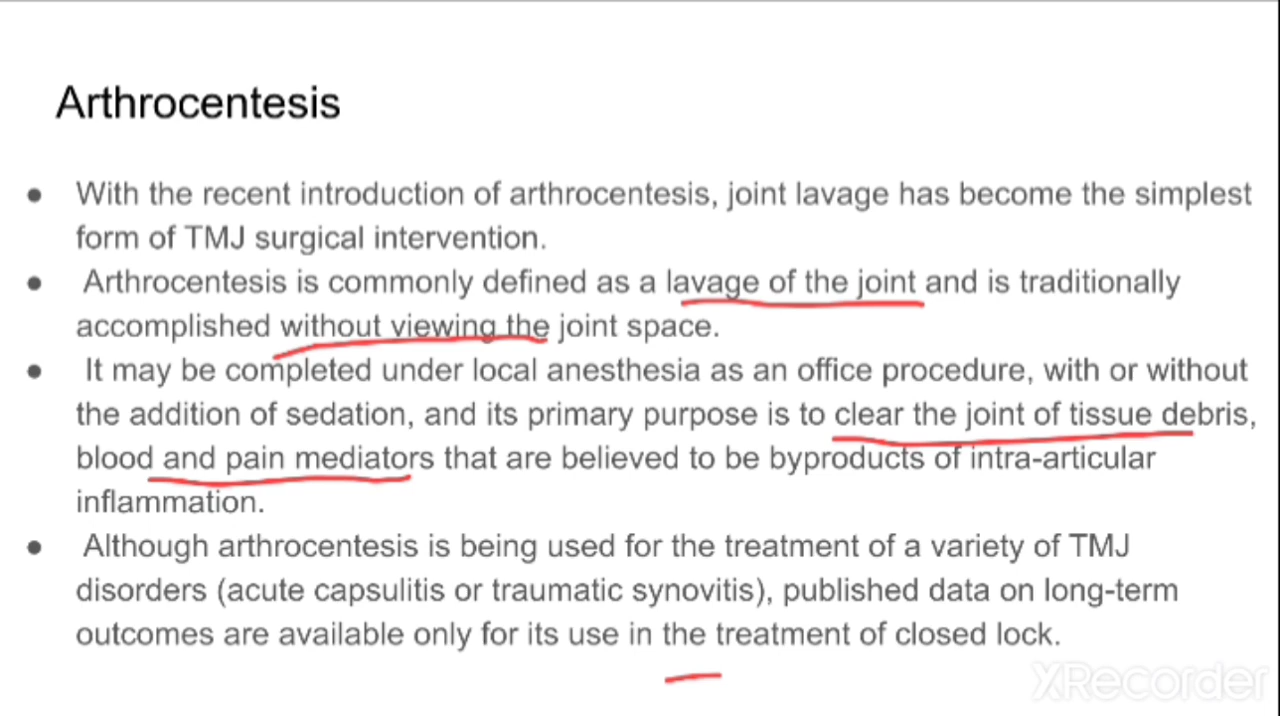 Arthrocentesis
● With the recent introduction of arthrocentesis, joint lavage has become the simplest
form of TMJ surgical intervention.
● Arthrocentesis is commonly defined as a lavage of the joint and is traditionally
accomplished without viewing the joint space.
● It may be completed under local anesthesia as an office procedure, with or without
the addition of sedation, and its primary purpose is to clear the joint of tissue debris,
blood and pain mediators that are believed to be byproducts of intra-articular
inflammation.
● Although arthrocentesis is being used for the treatment of a variety of TMJ
disorders (acute capsulitis or traumatic synovitis), published data on long-term
outcomes are available only for its use in the treatment of closed lock.
XRecorder